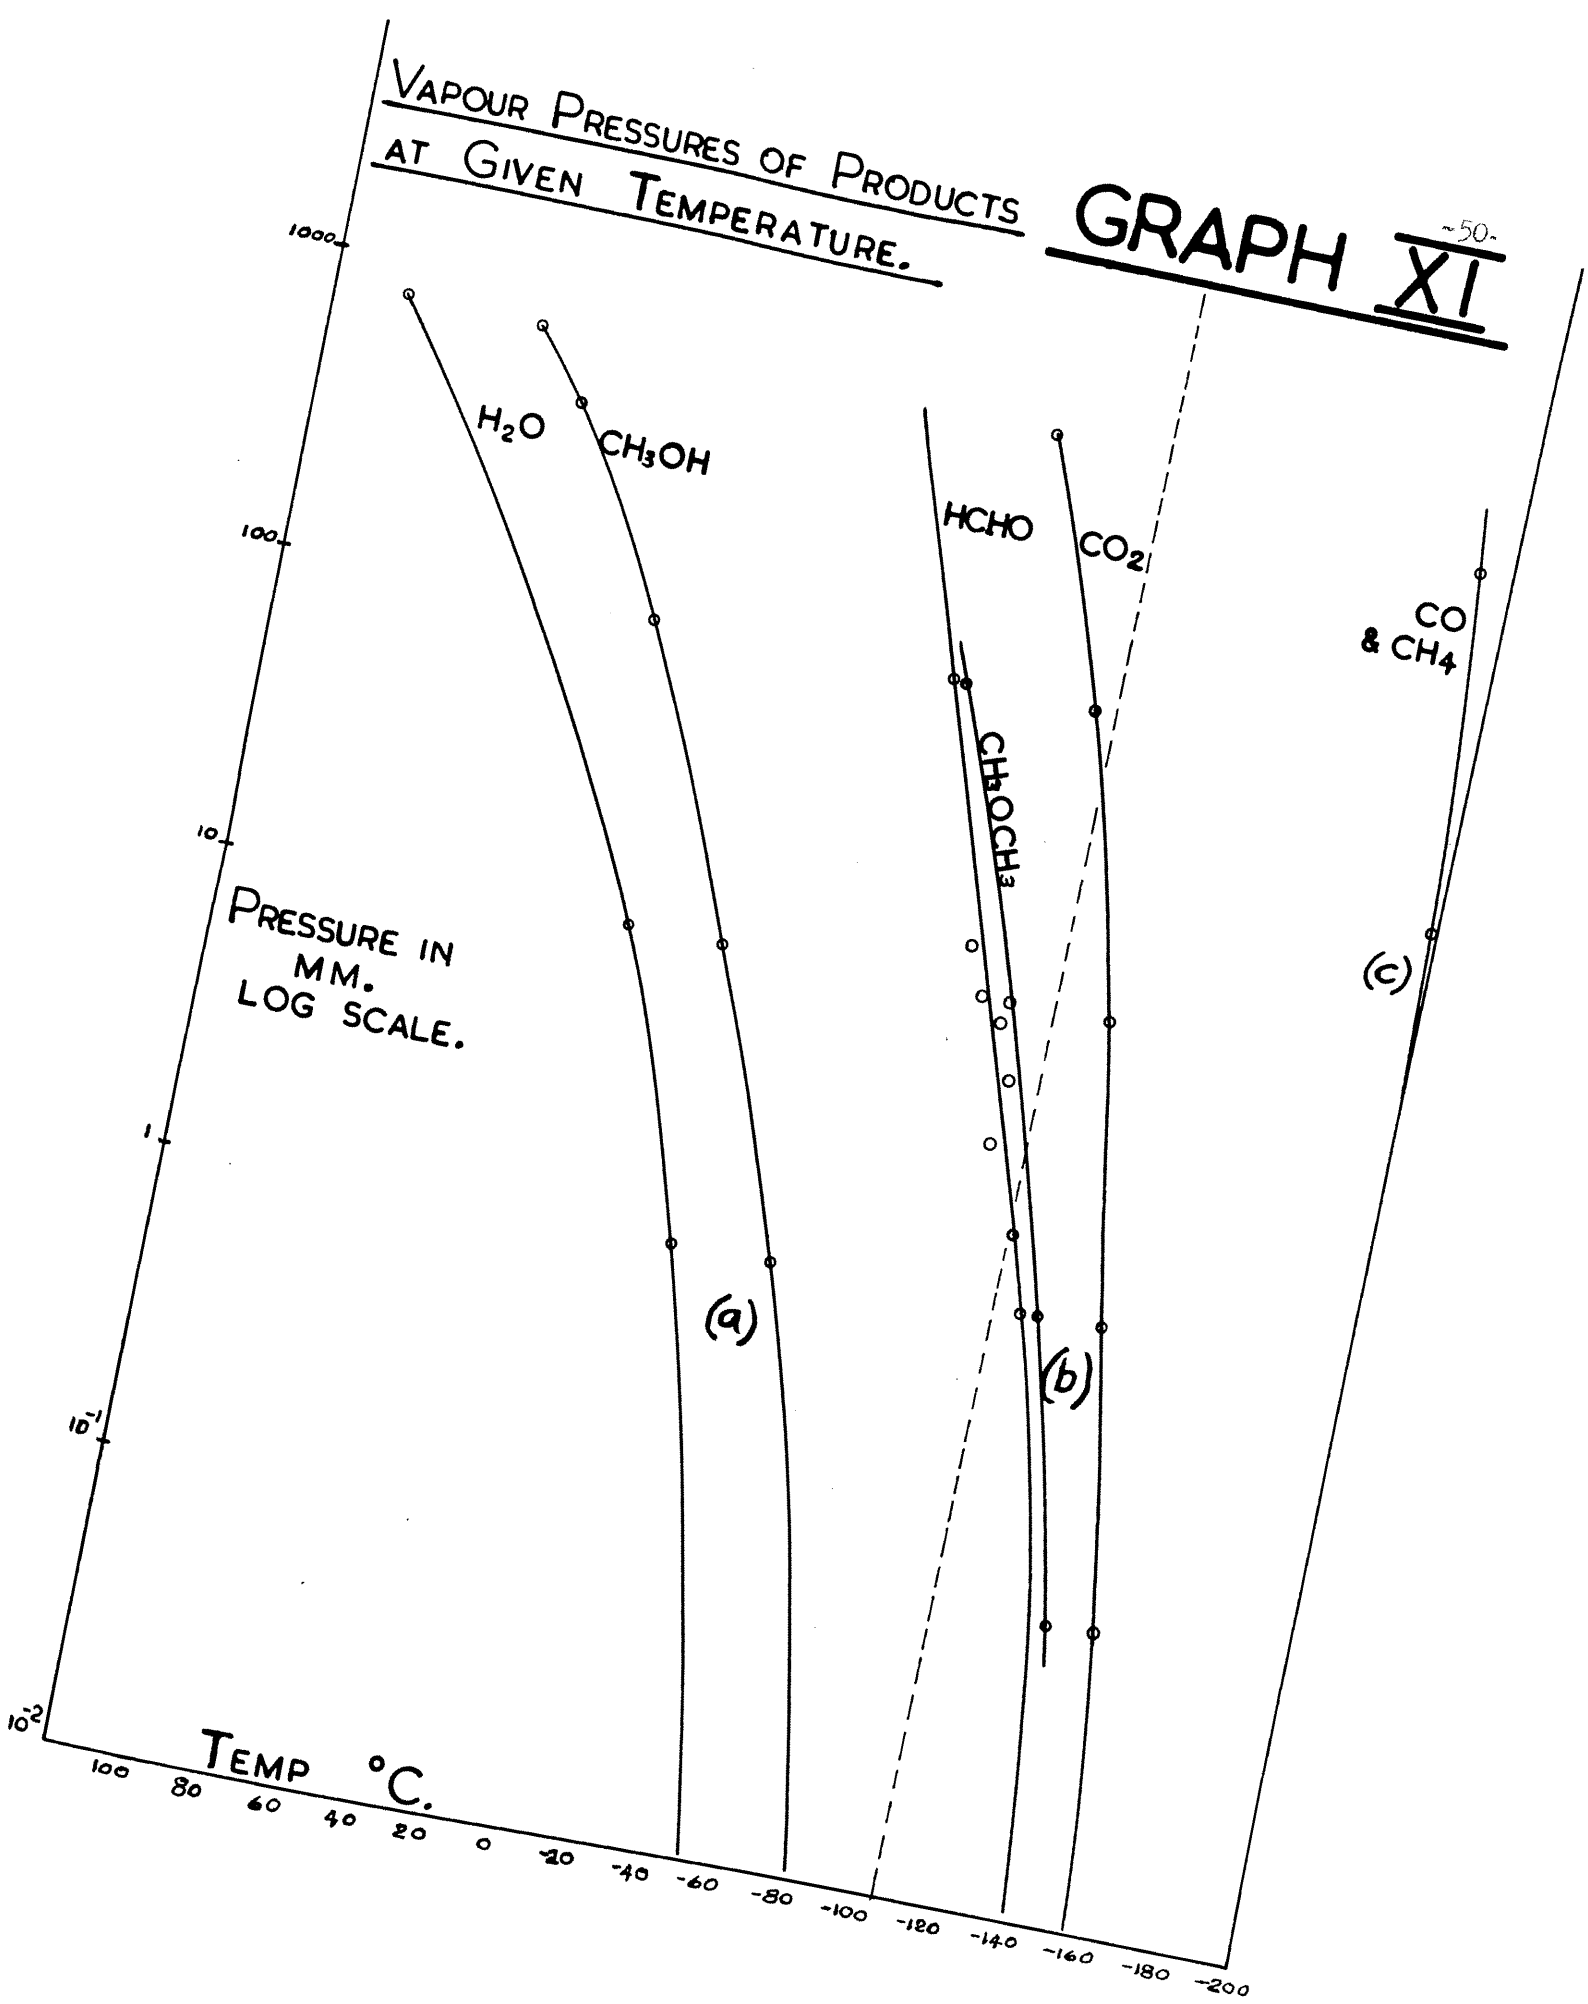 VAPOUR PRESSURES OF PRODUCTS
AT GIVEN TEMPERATURE.
GRAPH XI
~50~
1000
100
10
1
10⁻¹
10⁻²
H₂O
CH₃OH
HCHO
CO₂
CH₃OCH₃
CO
& CH₄
(c)
PRESSURE IN
MM.
LOG SCALE.
(a)
(b)
TEMP °C.
100 80 60 40 20 0 -20 -40 -60 -80 -100 -120 -140 -160 -180 -200